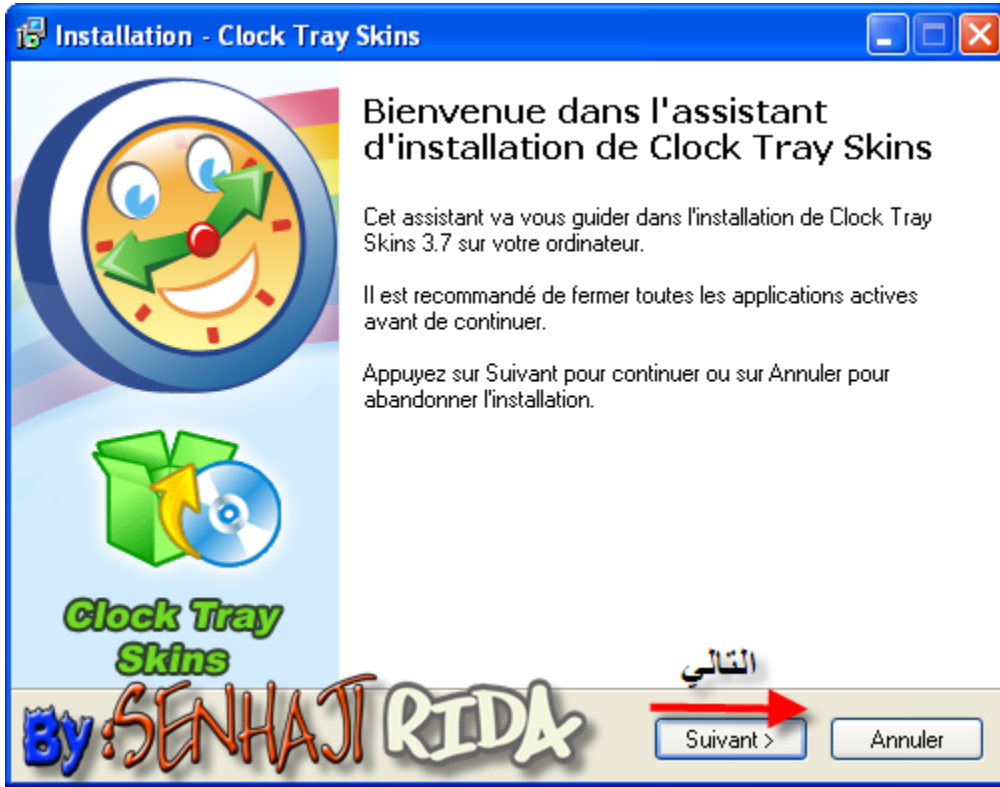 Installation - Clock Tray Skins
Bienvenue dans l'assistant
d'installation de Clock Tray Skins
Cet assistant va vous guider dans l'installation de Clock Tray
Skins 3.7 sur votre ordinateur.
Il est recommandé de fermer toutes les applications actives
avant de continuer.
Appuyez sur Suivant pour continuer ou sur Annuler pour
abandonner l'installation.
Clock Tray
Skins
التالي
By:SENHAJI RIDA
Suivant >
Annuler